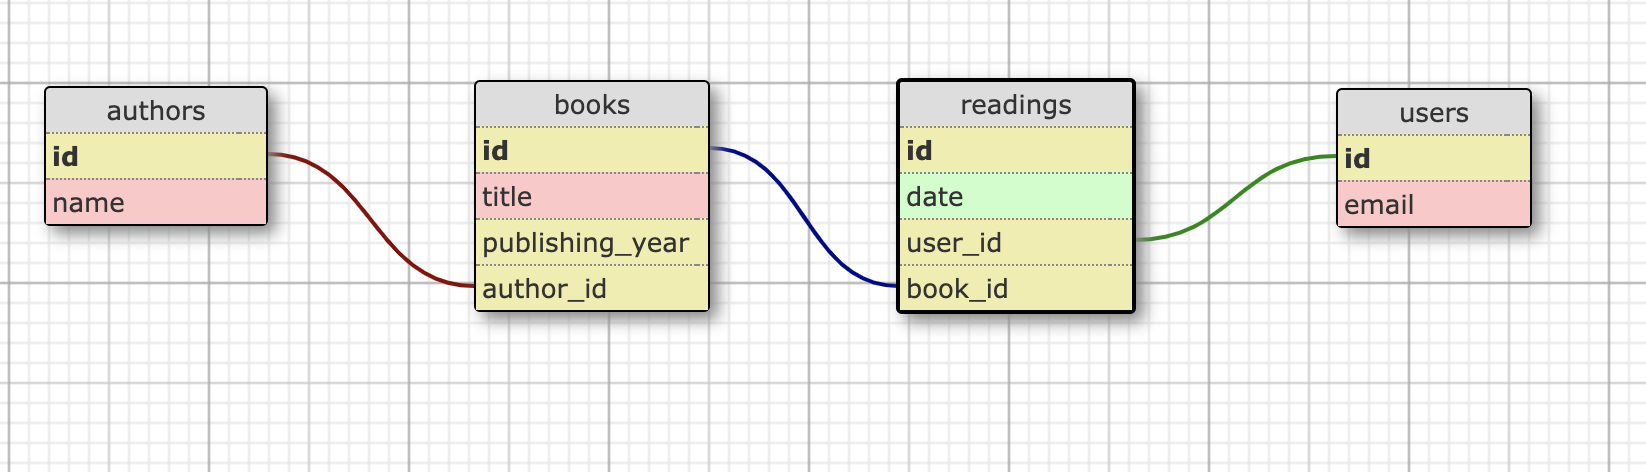 authors
id
name
books
id
title
publishing_year
author_id
readings
id
date
user_id
book_id
users
id
email